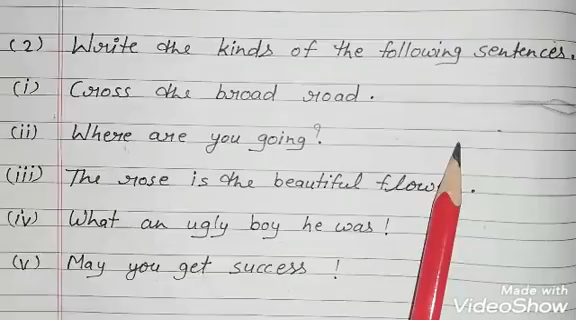 (2) Write the kinds of the following sentences.
(i) Cross the broad road.
(ii) Where are you going?
(iii) The rose is the beautiful flow .
(iv) What an ugly boy he was!
(v) May you get success !
Made with
VideoShow